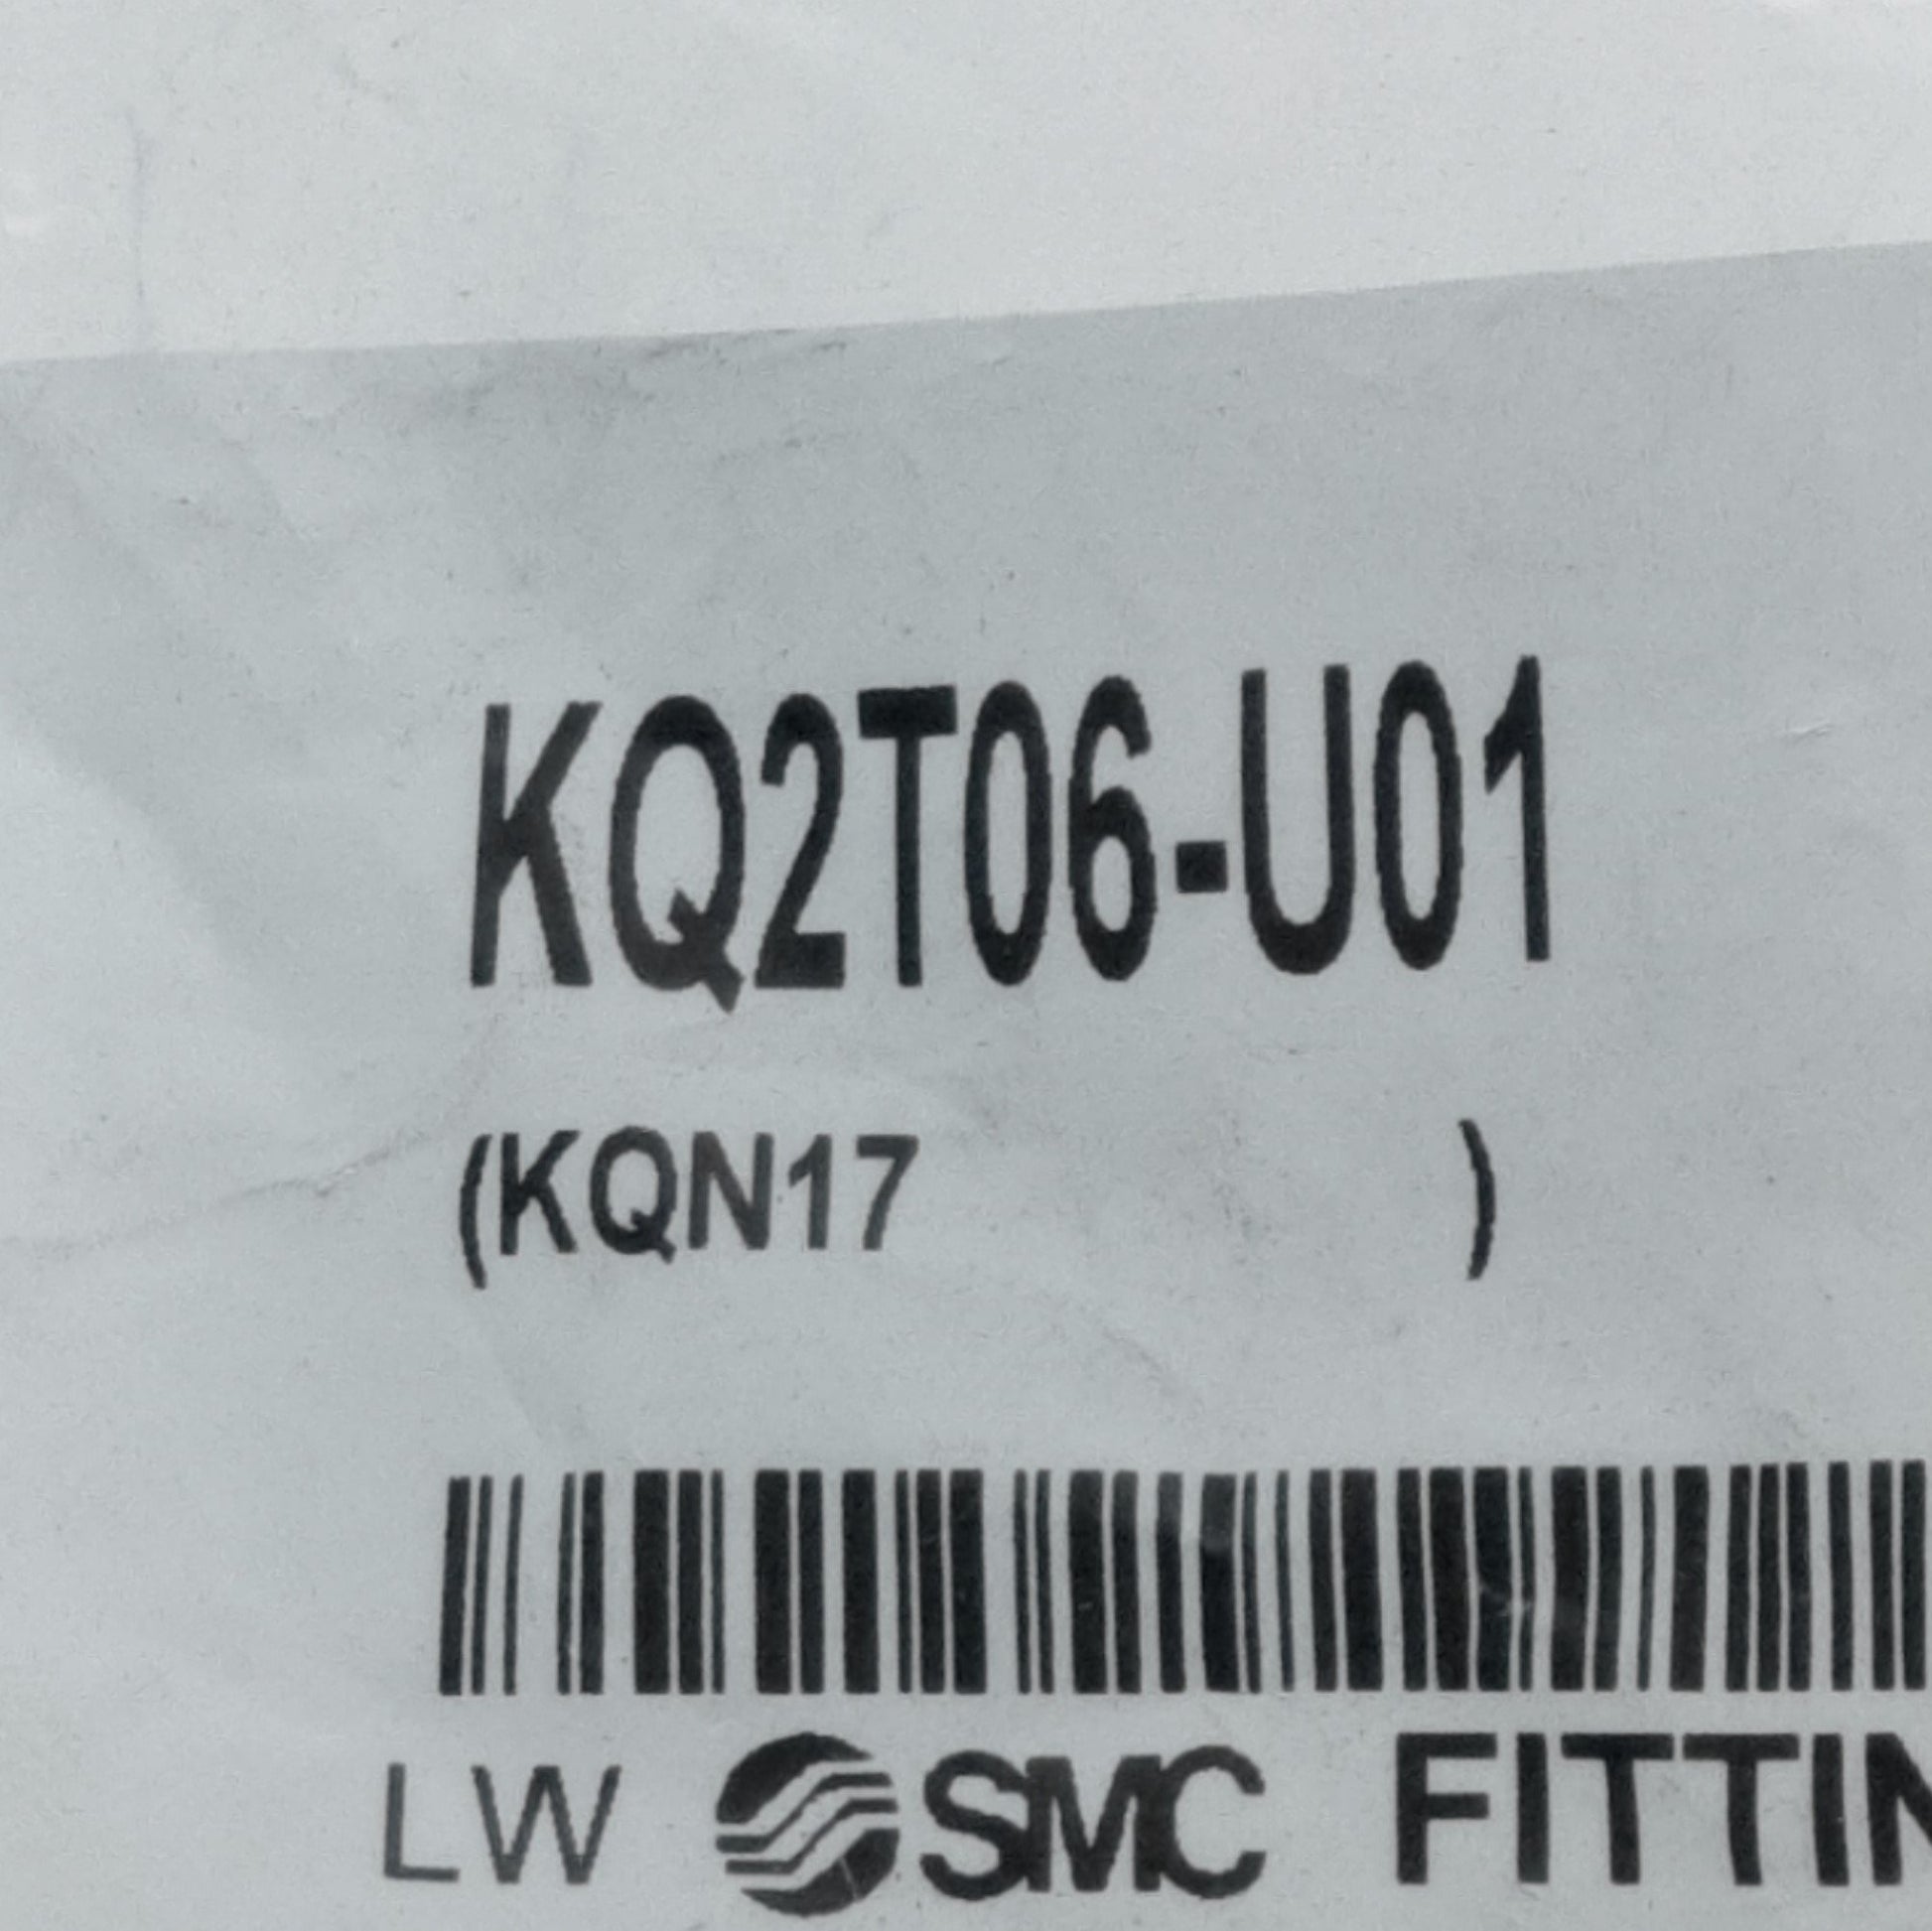 KQ2T06-U01
(KQN17 )
LW SMC FITTIN